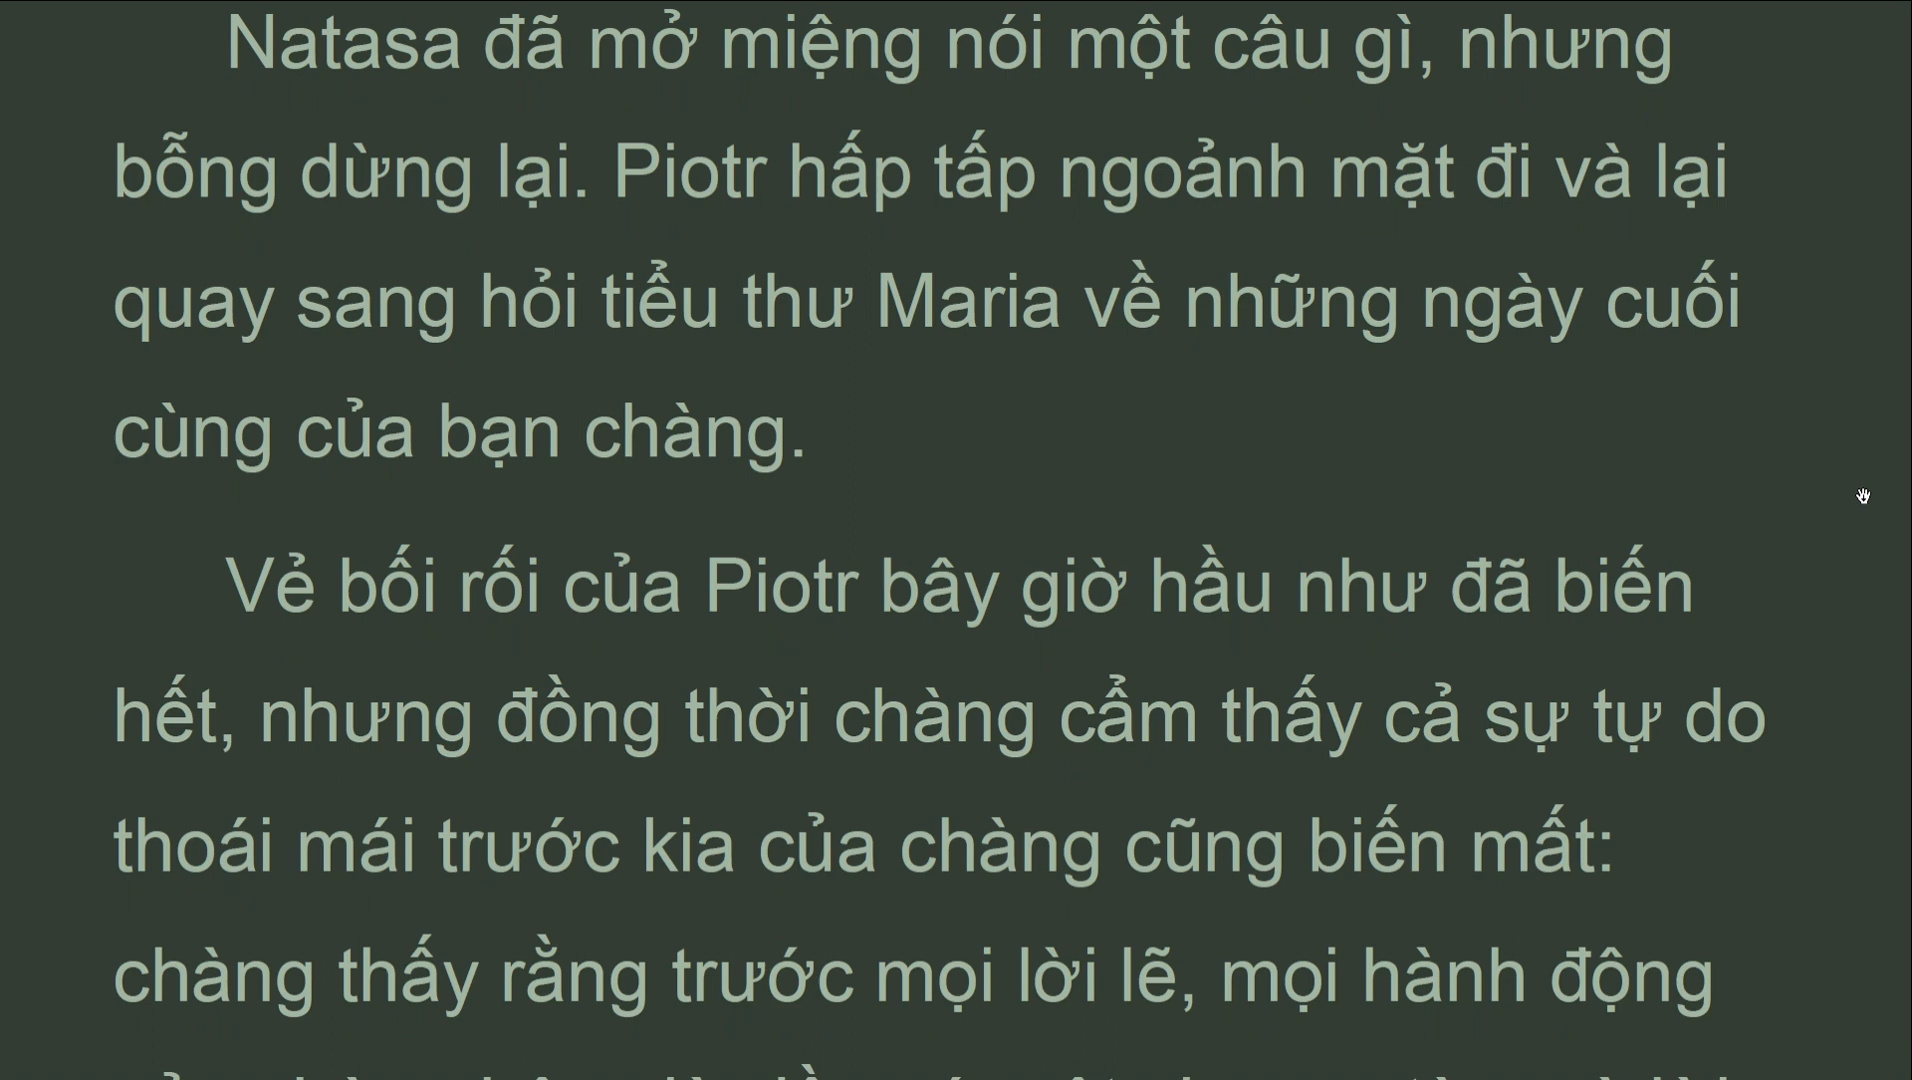 Natasa đã mở miệng nói một câu gì, nhưng
bỗng dừng lại. Piotr hấp tấp ngoảnh mặt đi và lại
quay sang hỏi tiểu thư Maria về những ngày cuối
cùng của bạn chàng.
Vẻ bối rối của Piotr bây giờ hầu như đã biến
hết, nhưng đồng thời chàng cẩm thấy cả sự tự do
thoái mái trước kia của chàng cũng biến mất:
chàng thấy rằng trước mọi lời lẽ, mọi hành động